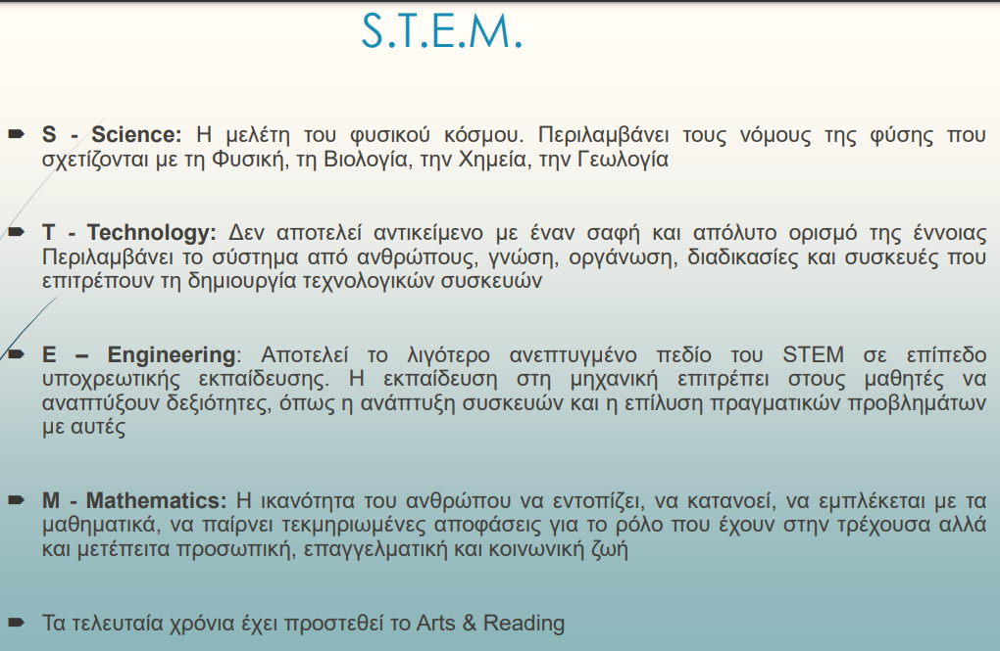 S.T.E.M.
S - Science: Η μελέτη του φυσικού κόσμου. Περιλαμβάνει τους νόμους της φύσης που
σχετίζονται με τη Φυσική, τη Βιολογία, την Χημεία, την Γεωλογία
T - Technology: Δεν αποτελεί αντικείμενο με έναν σαφή και απόλυτο ορισμό της έννοιας
Περιλαμβάνει το σύστημα από ανθρώπους, γνώση, οργάνωση, διαδικασίες και συσκευές που
επιτρέπουν τη δημιουργία τεχνολογικών συσκευών
E – Engineering: Αποτελεί το λιγότερο ανεπτυγμένο πεδίο του STEM σε επίπεδο
υποχρεωτικής εκπαίδευσης. Η εκπαίδευση στη μηχανική επιτρέπει στους μαθητές να
αναπτύξουν δεξιότητες, όπως η ανάπτυξη συσκευών και η επίλυση πραγματικών προβλημάτων
με αυτές
M - Mathematics: Η ικανότητα του ανθρώπου να εντοπίζει, να κατανοεί, να εμπλέκεται με τα
μαθηματικά, να παίρνει τεκμηριωμένες αποφάσεις για το ρόλο που έχουν στην τρέχουσα αλλά
και μετέπειτα προσωπική, επαγγελματική και κοινωνική ζωή
Τα τελευταία χρόνια έχει προστεθεί το Arts & Reading